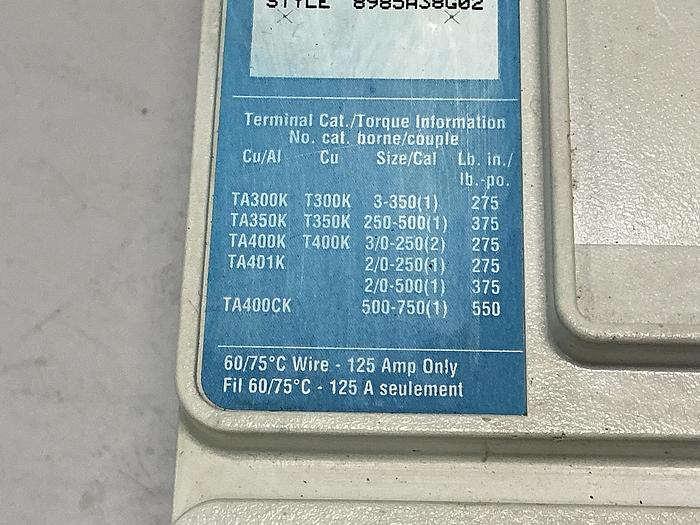 STYLE 8985A38G02
Terminal Cat./Torque Information
No. cat. borne/couple
Cu/Al Cu Size/Cal Lb. in./
lb.-po.
TA300K T300K 3-350(1) 275
TA350K T350K 250-500(1) 375
TA400K T400K 3/0-250(2) 275
TA401K 2/0-250(1) 275
2/0-500(1) 375
TA400CK 500-750(1) 550
60/75°C Wire - 125 Amp Only
Fil 60/75°C - 125 A seulement